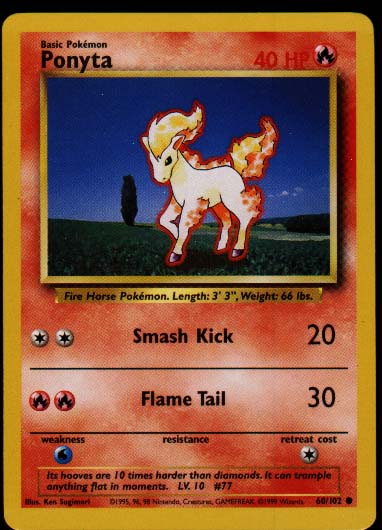 Basic Pokémon
Ponyta 40 HP
Fire Horse Pokémon. Length: 3' 3", Weight: 66 lbs.
Smash Kick 20
Flame Tail 30
weakness resistance retreat cost
Its hooves are 10 times harder than diamonds. It can trample
anything flat in moments. LV. 10 #77
Illus. Ken Sugimori ©1995, 96, 98 Nintendo, Creatures, GAMEFREAK. ©1999 Wizards. 60/102